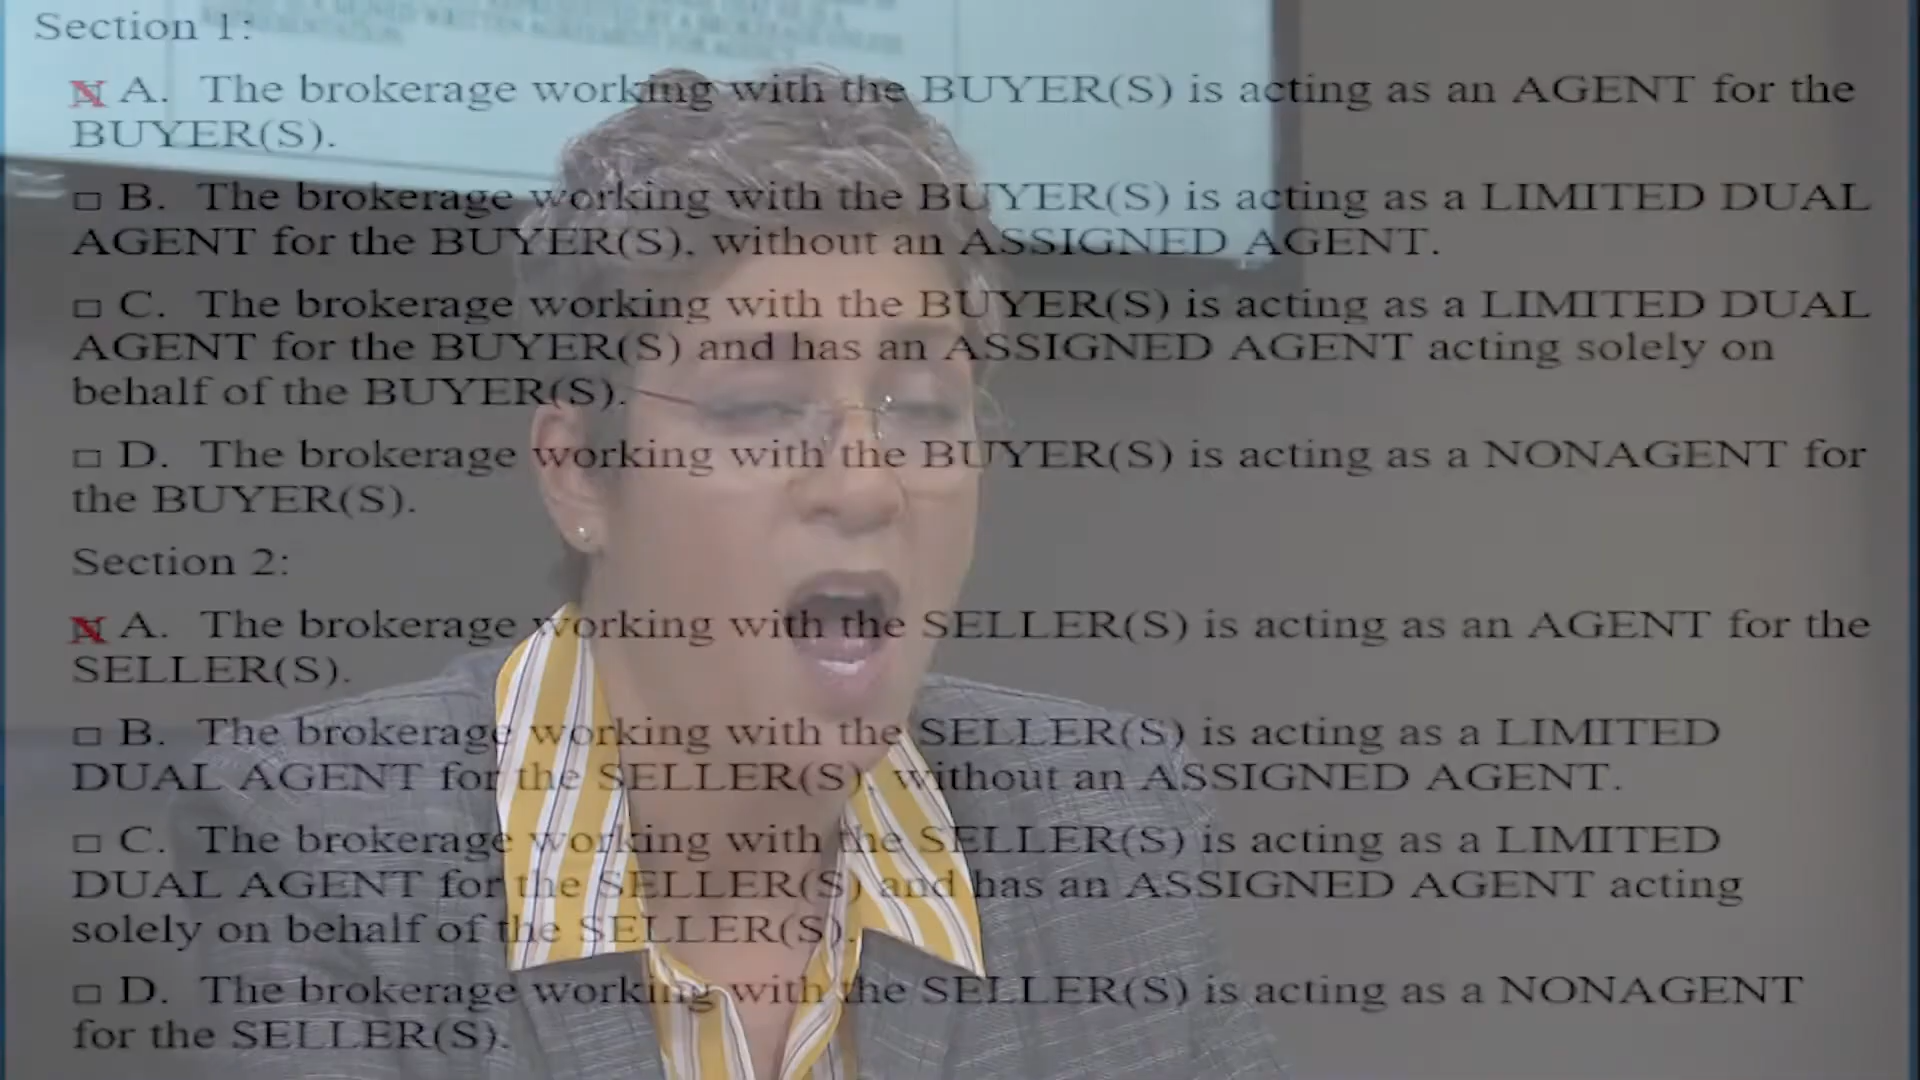 Section 1:
X A. The brokerage working with the BUYER(S) is acting as an AGENT for the
BUYER(S).
□ B. The brokerage working with the BUYER(S) is acting as a LIMITED DUAL
AGENT for the BUYER(S), without an ASSIGNED AGENT.
□ C. The brokerage working with the BUYER(S) is acting as a LIMITED DUAL
AGENT for the BUYER(S) and has an ASSIGNED AGENT acting solely on
behalf of the BUYER(S).
□ D. The brokerage working with the BUYER(S) is acting as a NONAGENT for
the BUYER(S).
Section 2:
X A. The brokerage working with the SELLER(S) is acting as an AGENT for the
SELLER(S).
□ B. The brokerage working with the SELLER(S) is acting as a LIMITED
DUAL AGENT for the SELLER(S), without an ASSIGNED AGENT.
□ C. The brokerage working with the SELLER(S) is acting as a LIMITED
DUAL AGENT for the SELLER(S) and has an ASSIGNED AGENT acting
solely on behalf of the SELLER(S).
□ D. The brokerage working with the SELLER(S) is acting as a NONAGENT
for the SELLER(S).